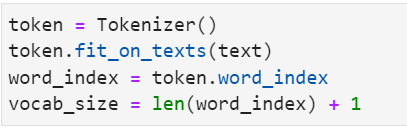 token = Tokenizer()
token.fit_on_texts(text)
word_index = token.word_index
vocab_size = len(word_index) + 1